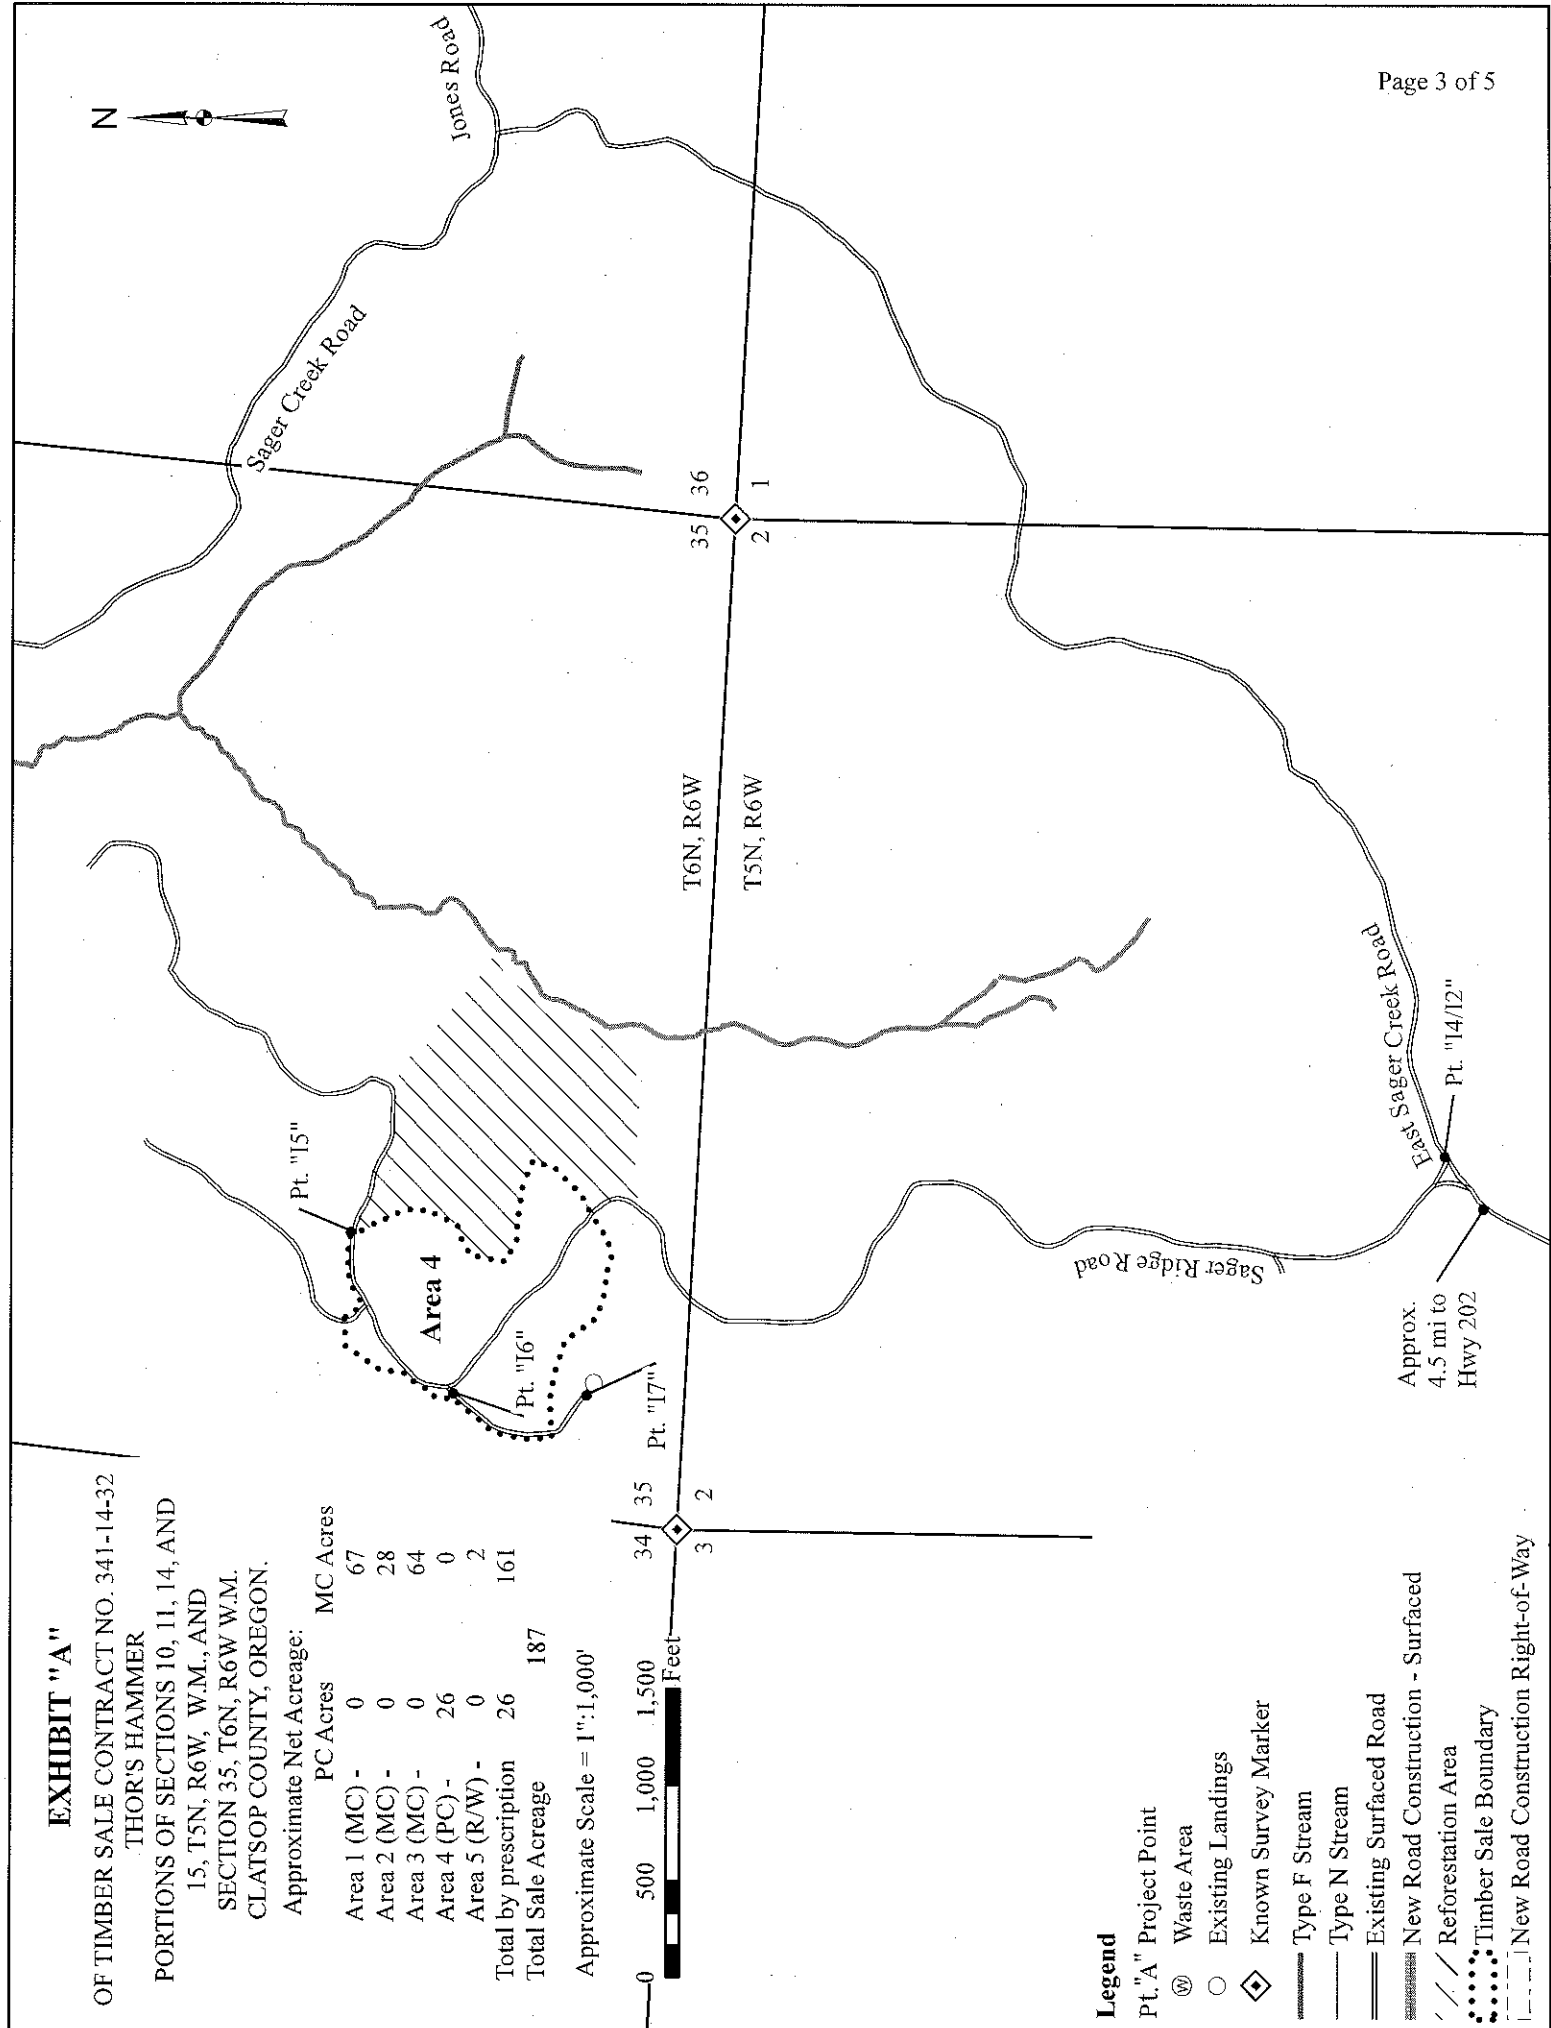 EXHIBIT "A"
OF TIMBER SALE CONTRACT NO. 341-14-32
THOR'S HAMMER
PORTIONS OF SECTIONS 10, 11, 14, AND
15, T5N, R6W, W.M., AND
SECTION 35, T6N, R6W W.M.
CLATSOP COUNTY, OREGON.
Approximate Net Acreage:
PC Acres MC Acres
Area 1 (MC) - 0 67
Area 2 (MC) - 0 28
Area 3 (MC) - 0 64
Area 4 (PC) - 26 0
Area 5 (R/W) - 0 2
Total by prescription 26 161
Total Sale Acreage 187
Approximate Scale = 1":1,000'
0 500 1,000 1,500
Feet
N
Jones Road
Sager Creek Road
Pt. "I5"
Area 4
Pt. "I6"
Pt. "I7"
34 35
3 2
35 36
2 1
T6N, R6W
T5N, R6W
Sager Ridge Road
East Sager Creek Road
Pt. "I4/I2"
Approx.
4.5 mi to
Hwy 202
Legend
Pt."A" Project Point
W Waste Area
Existing Landings
Known Survey Marker
Type F Stream
Type N Stream
Existing Surfaced Road
New Road Construction - Surfaced
Reforestation Area
Timber Sale Boundary
New Road Construction Right-of-Way
Page 3 of 5